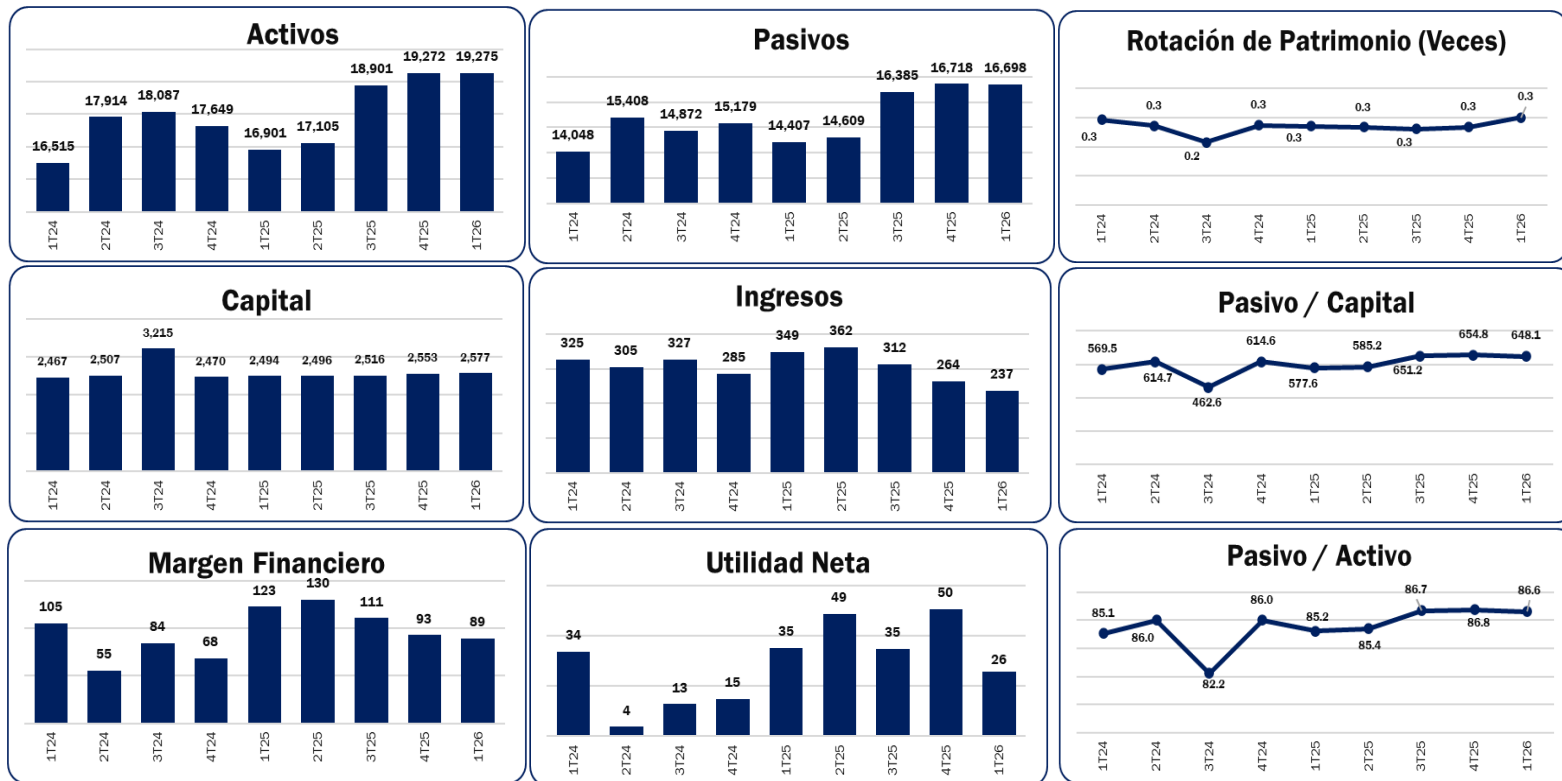 Activos
16,515
17,914
18,087
17,649
16,901
17,105
18,901
19,272
19,275
1T24
2T24
3T24
4T24
1T25
2T25
3T25
4T25
1T26
Pasivos
14,048
15,408
14,872
15,179
14,407
14,609
16,385
16,718
16,698
1T24
2T24
3T24
4T24
1T25
2T25
3T25
4T25
1T26
Rotación de Patrimonio (Veces)
0.3
0.3
0.2
0.3
0.3
0.3
0.3
0.3
0.3
1T24
2T24
3T24
4T24
1T25
2T25
3T25
4T25
1T26
Capital
2,467
2,507
3,215
2,470
2,494
2,496
2,516
2,553
2,577
1T24
2T24
3T24
4T24
1T25
2T25
3T25
4T25
1T26
Ingresos
325
305
327
285
349
362
312
264
237
1T24
2T24
3T24
4T24
1T25
2T25
3T25
4T25
1T26
Pasivo / Capital
569.5
614.7
462.6
614.6
577.6
585.2
651.2
654.8
648.1
1T24
2T24
3T24
4T24
1T25
2T25
3T25
4T25
1T26
Margen Financiero
105
55
84
68
123
130
111
93
89
1T24
2T24
3T24
4T24
1T25
2T25
3T25
4T25
1T26
Utilidad Neta
34
4
13
15
35
49
35
50
26
1T24
2T24
3T24
4T24
1T25
2T25
3T25
4T25
1T26
Pasivo / Activo
85.1
86.0
82.2
86.0
85.2
85.4
86.7
86.8
86.6
1T24
2T24
3T24
4T24
1T25
2T25
3T25
4T25
1T26